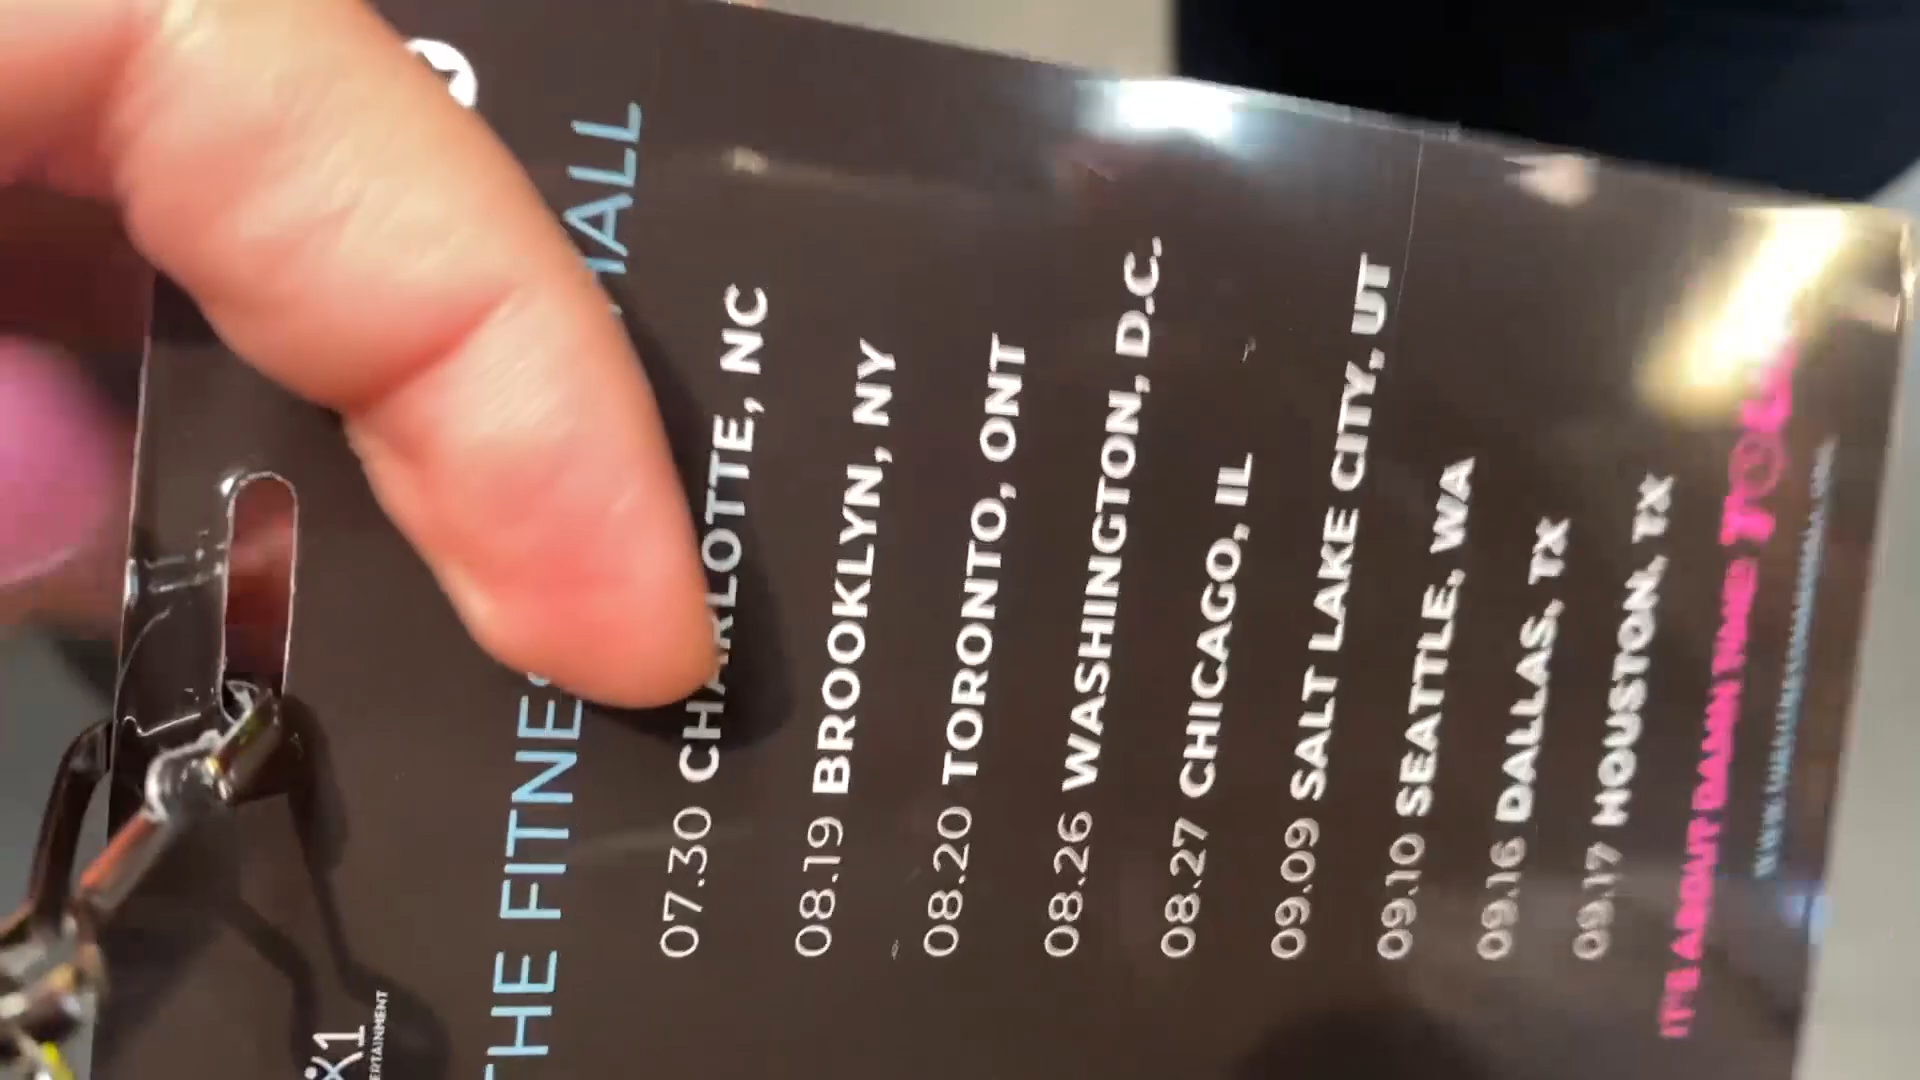 X1
THE FITNESS HALL
07.30 CHARLOTTE, NC
08.19 BROOKLYN, NY
08.20 TORONTO, ONT
08.26 WASHINGTON, D.C.
08.27 CHICAGO, IL
09.09 SALT LAKE CITY, UT
09.10 SEATTLE, WA
09.16 DALLAS, TX
09.17 HOUSTON, TX
IT'S ABOUT DAMN TIME